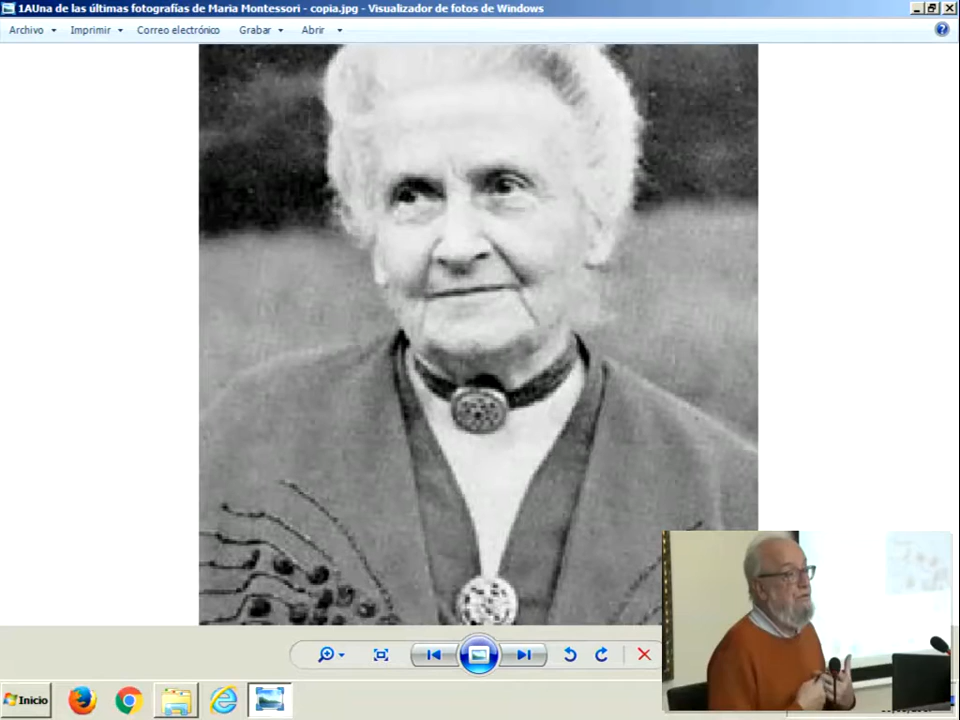 1AUna de las últimas fotografías de Maria Montessori - copia.jpg - Visualizador de fotos de Windows
Archivo Imprimir Correo electrónico Grabar Abrir
Inicio